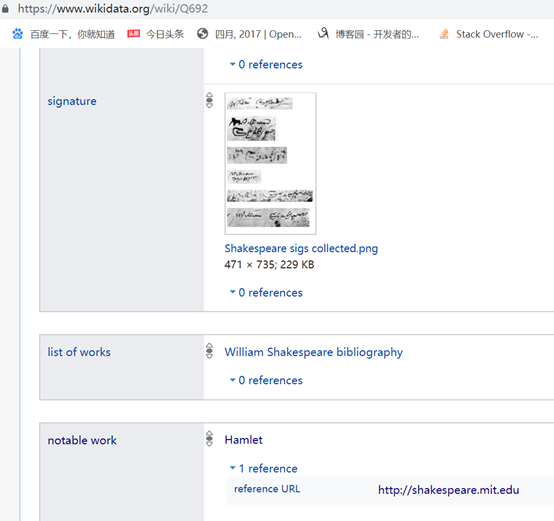 https://www.wikidata.org/wiki/Q692
百度一下，你就知道 头条 今日头条 四月, 2017 | Open... 博客园 - 开发者的... Stack Overflow -...
0 references
signature
Shakespeare sigs collected.png
471 × 735; 229 KB
0 references
list of works William Shakespeare bibliography
0 references
notable work Hamlet
1 reference
reference URL http://shakespeare.mit.edu